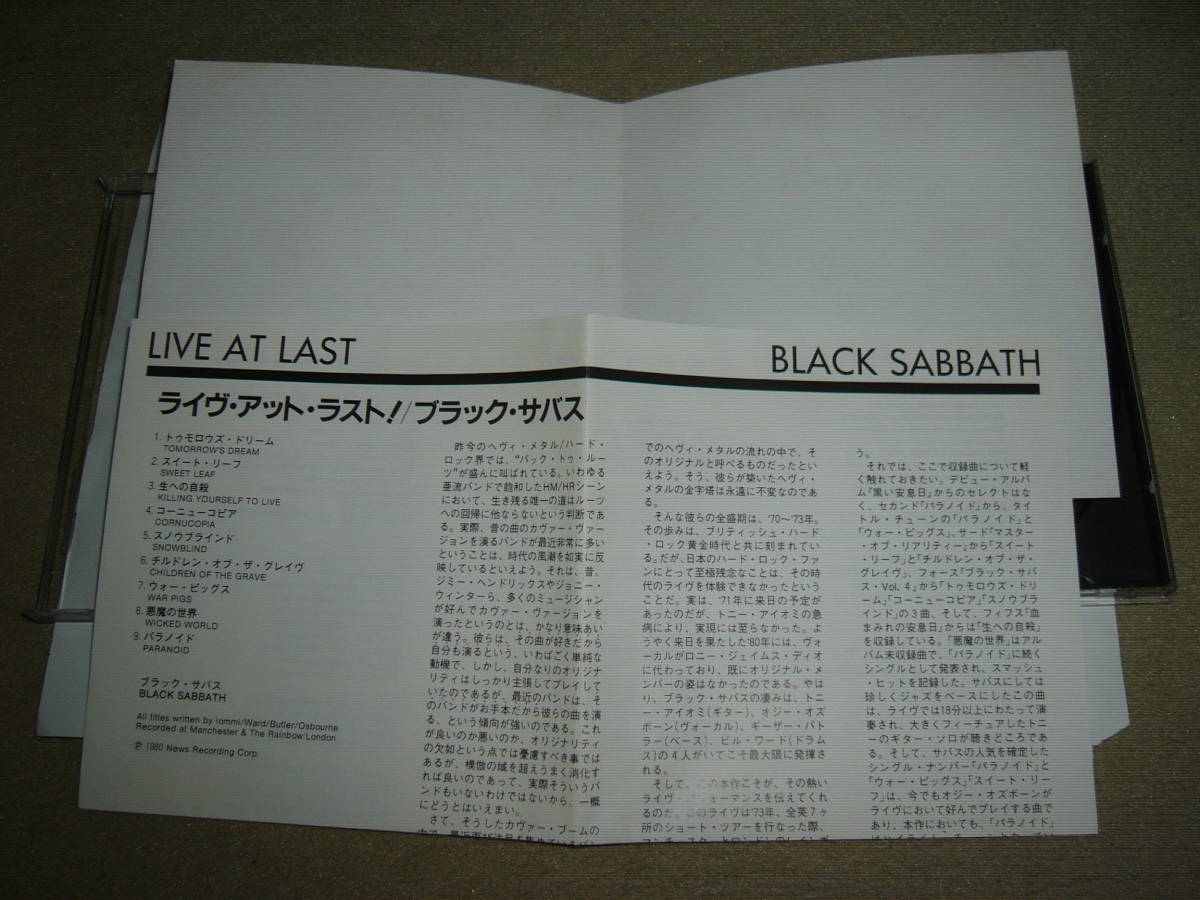 LIVE AT LAST
BLACK SABBATH
ライヴ・アット・ラスト!/ブラック・サバス
1. トゥモロウズ・ドリーム
TOMORROW'S DREAM
2. スイート・リーフ
SWEET LEAF
3. 生への自殺
KILLING YOURSELF TO LIVE
4. コーニューコピア
CORNUCOPIA
5. スノウブラインド
SNOWBLIND
6. チルドレン・オブ・ザ・グレイヴ
CHILDREN OF THE GRAVE
7. ウォー・ピッグス
WAR PIGS
8. 悪魔の世界
WICKED WORLD
9. パラノイド
PARANOID
ブラック・サバス
BLACK SABBATH
All titles written by Iommi/Ward/Butler/Osbourne
Recorded at Manchester & The Rainbow:London
Ⓟ 1980 News Recording Corp.
昨今のヘヴィ・メタル/ハード・
ロック界では、“バック・トゥ・ルー
ツ”が盛んに叫ばれている。いわゆる
亜流バンドで飽和したHM/HRシーン
において、生き残る唯一の道はルーツ
への回帰に他ならないという判断であ
る。実際、昔の曲のカヴァー・ヴァー
ジョンを演るバンドが最近非常に多い
ということは、時代の風潮を如実に反
映しているといえよう。それは、昔、
ジミー・ヘンドリックスやジョニー・
ウィンターら、多くのミュージシャン
が好んでカヴァー・ヴァージョンを
演ったというのとは、かなり意味あい
が違う。彼らは、その曲が好きだから
自分も演るという、いわばごく単純な
動機で、しかし、自分なりのオリジナ
リティはしっかり主張してプレイして
いたのであるが、最近のバンドは、そ
のバンドがお手本だから彼らの曲を演
る、という傾向が強いのである。これ
が良いのか悪いのか、オリジナリティ
の欠如という点では憂慮すべき事では
あるが、模倣の域を超えうまく消化す
れば良いのであって、実際そういうバ
ンドもいないわけではないから、一概
にどうとはいえまい。
さて、そうしたカヴァー・ブームの
でのヘヴィ・メタルの流れの中で、そ
のオリジナルと呼べるものだったとい
えよう。そう、彼らが築いたヘヴィ・
メタルの金字塔は永遠に不変なのであ
る。
そんな彼らの全盛期は、'70〜'73年。
その歩みは、ブリティッシュ・ハード
・ロック黄金時代と共に刻まれてい
る。だが、日本のハード・ロック・ファ
ンにとって至極残念なことは、その時
代のライヴを体験できなかったという
ことだ。実は、'71年に来日の予定が
あったのだが、トニー・アイオミの急
病により、実現には至らなかった。よ
うやく来日を果たした'80年には、ヴォ
ーカルがロニー・ジェイムス・ディオ
に代わっており、既にオリジナル・メ
ンバーの姿はなかったのである。やは
り、ブラック・サバスの凄みは、トニ
ー・アイオミ(ギター)、オジー・オズ
ボーン(ヴォーカル)、ギーザー・バト
ラー(ベース)、ビル・ワード(ドラム
ス)の4人がいてこそ最大限に発揮さ
れる。
そして、この本作こそが、その熱い
ライヴ・フォーマンスを伝えてくれ
るのだ。このライヴは'73年、全英7ヶ
所のショート・ツアーを行なった際、
う。
それでは、ここで収録曲について軽
く触れておきたい。デビュー・アルバ
ム『黒い安息日』からのセレクトはな
く、セカンド『パラノイド』から、タイ
トル・チューンの「パラノイド」と
「ウォー・ピッグス」、サード『マスター
・オブ・リアリティー』から「スイート
・リーフ」と「チルドレン・オブ・ザ・
グレイヴ」、フォース『ブラック・サバ
ス・Vol.4』から「トゥモロウズ・ドリ
ーム」「コーニューコピア」「スノウブラ
インド」の3曲、そして、フィフス『血
まみれの安息日』からは「生への自殺」
を収録している。「悪魔の世界」はアル
バム未収録曲で、「パラノイド」に続く
シングルとして発表され、スマッシュ
・ヒットを記録した。サバスにしては
珍しくジャズをベースにしたこの曲
は、ライヴでは18分以上にわたって演
奏され、大きくフィーチュアしたトニ
ーのギター・ソロが聴きどころであ
る。そして、サバスの人気を確定した
シングル・ナンバー「パラノイド」と
「ウォー・ピッグス」「スイート・リー
フ」は、今でもオジー・オズボーンが
ライヴにおいて好んでプレイする曲で
あり、本作においても、「パラノイド」